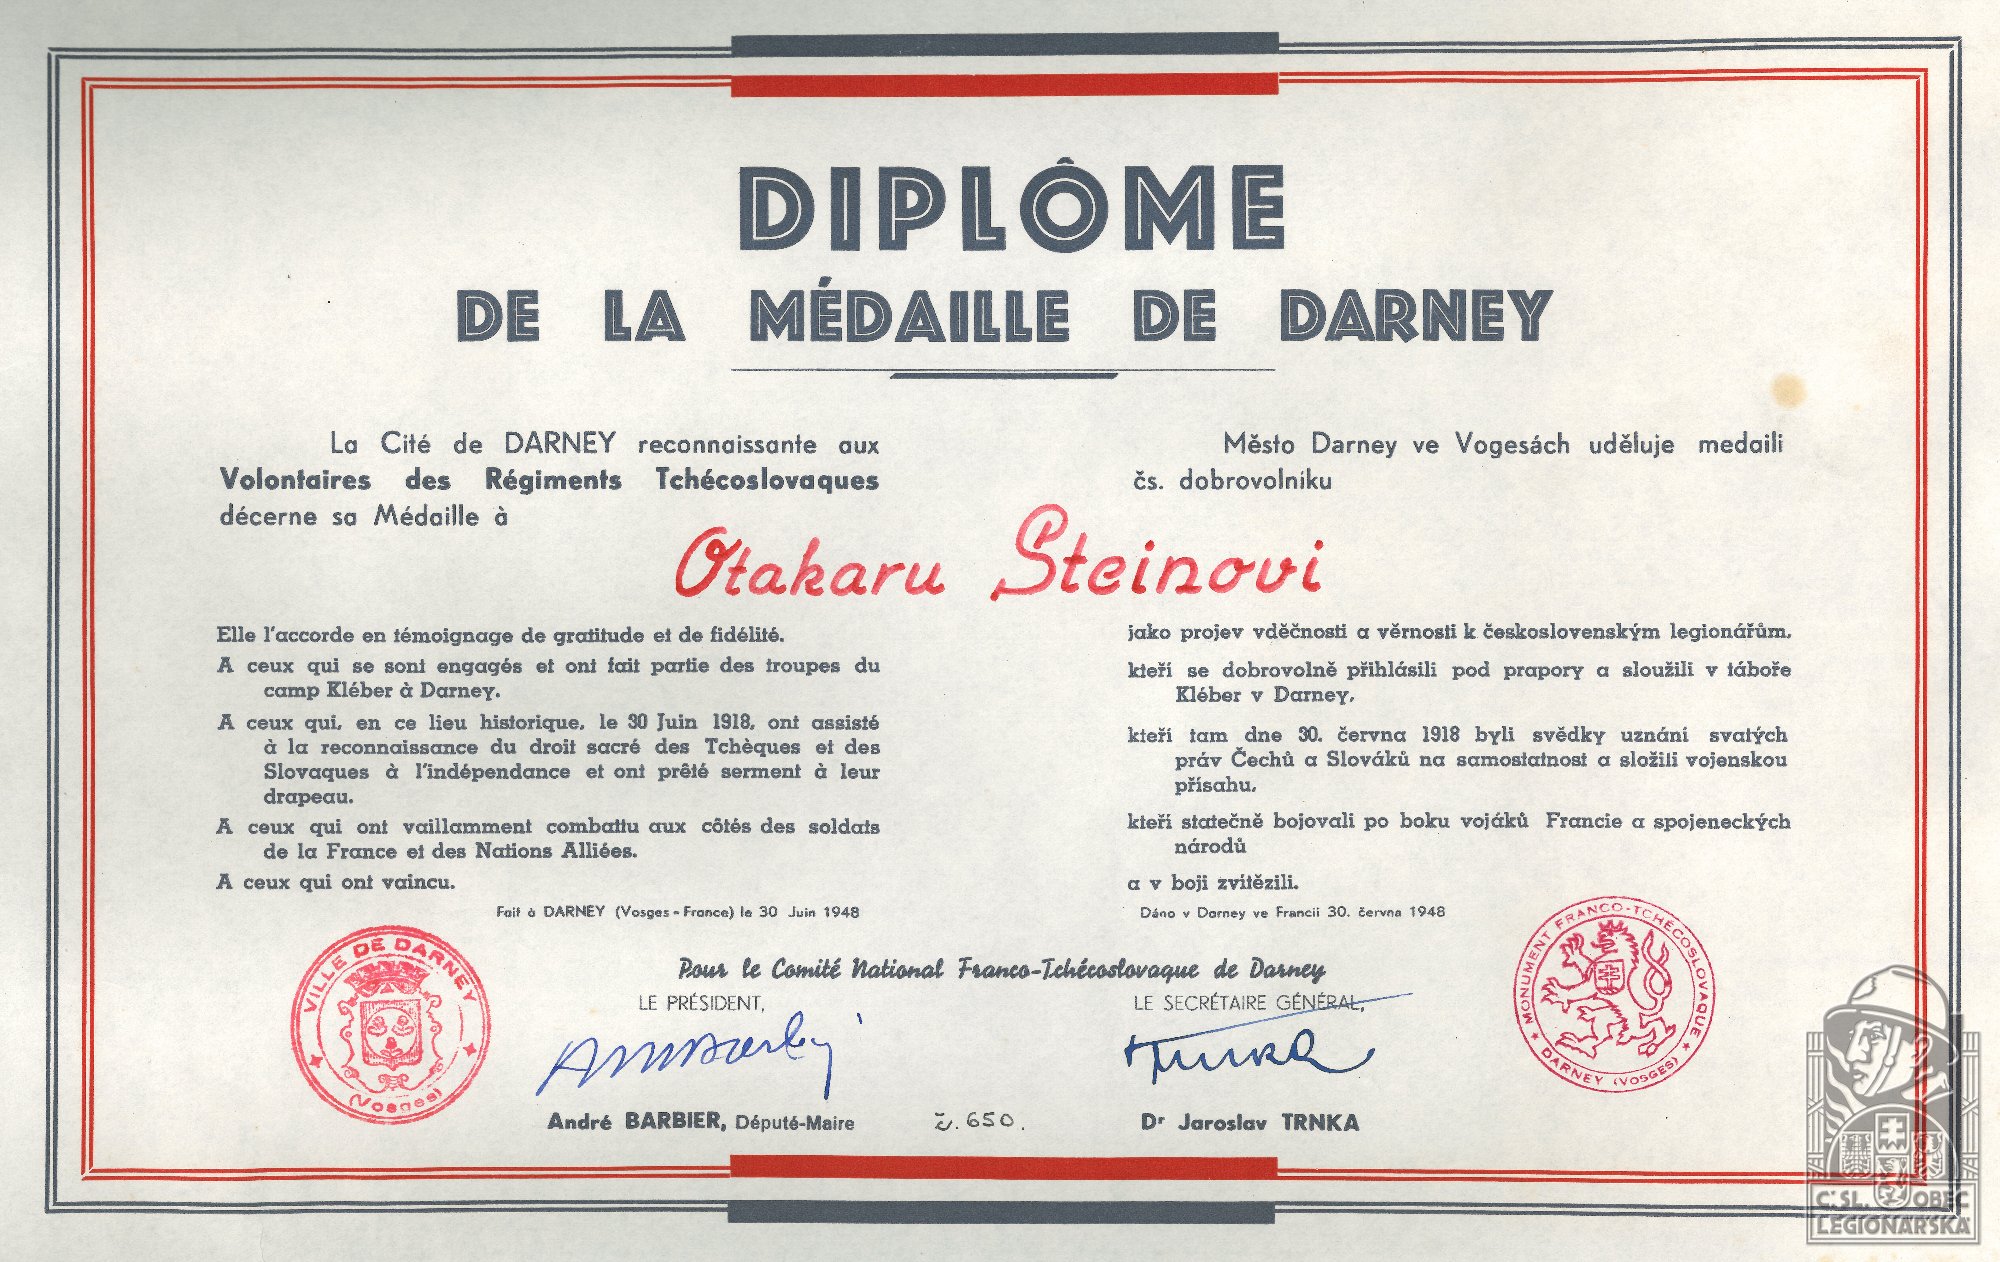 DIPLÔME
DE LA MÉDAILLE DE DARNEY
La Cité de DARNEY reconnaissante aux
Volontaires des Régiments Tchécoslovaques
décerne sa Médaille à
Město Darney ve Vogesách uděluje medaili
čs. dobrovolníku
Otakaru Steinovi
Elle l'accorde en témoignage de gratitude et de fidélité.
A ceux qui se sont engagés et ont fait partie des troupes du
camp Kléber à Darney.
A ceux qui, en ce lieu historique, le 30 Juin 1918, ont assisté
à la reconnaissance du droit sacré des Tchèques et des
Slovaques à l'indépendance et ont prêté serment à leur
drapeau.
A ceux qui ont vaillamment combattu aux côtés des soldats
de la France et des Nations Alliées.
A ceux qui ont vaincu.
Fait à DARNEY (Vosges - France) le 30 Juin 1948
jako projev vděčnosti a věrnosti k československým legionářům,
kteří se dobrovolně přihlásili pod prapory a sloužili v táboře
Kléber v Darney,
kteří tam dne 30. června 1918 byli svědky uznání svatých
práv Čechů a Slováků na samostatnost a složili vojenskou
přísahu,
kteří statečně bojovali po boku vojáků Francie a spojeneckých
národů
a v boji zvítězili.
Dáno v Darney ve Francii 30. června 1948
Pour le Comité National Franco-Tchécoslovaque de Darney
LE PRÉSIDENT,
LE SECRÉTAIRE GÉNÉRAL,
Trnka
André BARBIER, Député-Maire
č. 650.
Dr Jaroslav TRNKA
VILLE DE DARNEY
(Vosges)
MONUMENT FRANCO-TCHÉCOSLOVAQUE
DARNEY (VOSGES)
Č. SL. OBEC
LEGIONÁŘSKÁ